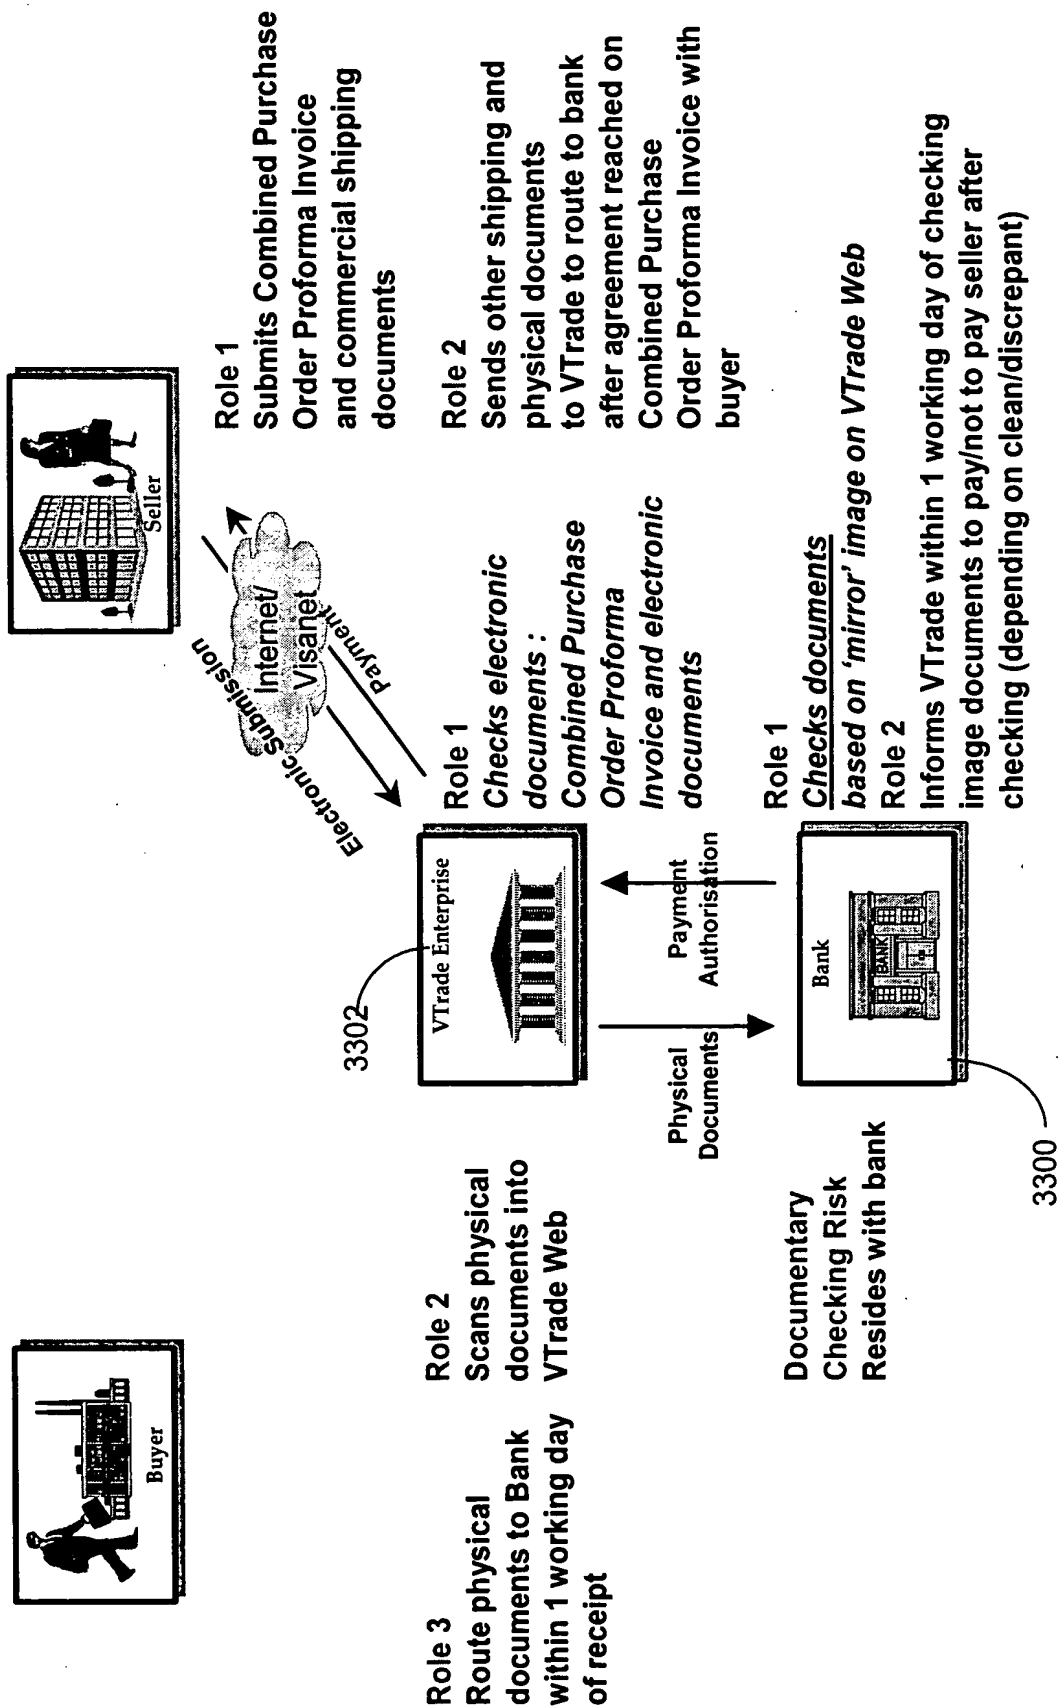 Buyer
Seller
Role 1
Submits Combined Purchase
Order Proforma Invoice
and commercial shipping
documents
Role 2
Sends other shipping and
physical documents
to VTrade to route to bank
after agreement reached on
Combined Purchase
Order Proforma Invoice with
buyer
Electronic Submission
Internet/
Visanet
Payment
3302
VTrade Enterprise
Role 1
Checks electronic
documents :
Combined Purchase
Order Proforma
Invoice and electronic
documents
Role 2
Scans physical
documents into
VTrade Web
Role 3
Route physical
documents to Bank
within 1 working day
of receipt
Physical
Documents
Payment
Authorisation
Documentary
Checking Risk
Resides with bank
Bank
BANK
3300
Role 1
Checks documents
based on 'mirror' image on VTrade Web
Role 2
Informs VTrade within 1 working day of checking
image documents to pay/not to pay seller after
checking (depending on clean/discrepant)